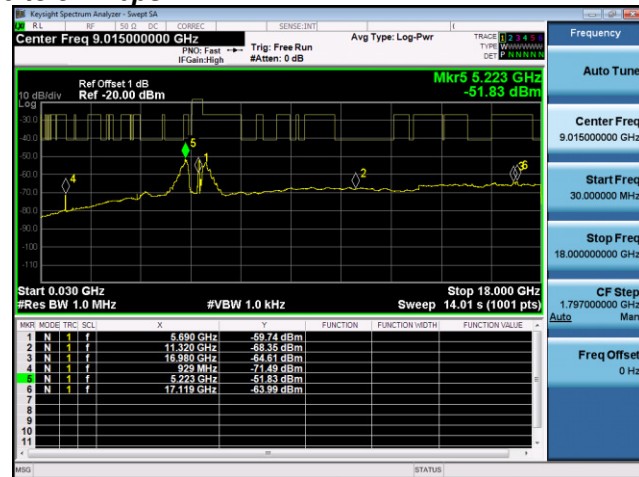 Keysight Spectrum Analyzer - Swept SA
RL RF 50 Ω DC CORREC SENSE:INT
Center Freq 9.015000000 GHz
PNO: Fast
IFGain:High
Trig: Free Run
#Atten: 0 dB
Avg Type: Log-Pwr
TRACE 1 2 3 4 5 6
TYPE WWWWWW
DET P NNNNN
Ref Offset 1 dB
Ref -20.00 dBm
10 dB/div
Log
Mkr5 5.223 GHz
-51.83 dBm
-30.0
-40.0
-50.0
-60.0
-70.0
-80.0
-90.0
-100
-110
4
5
1
2
3
6
Start 0.030 GHz
#Res BW 1.0 MHz
#VBW 1.0 kHz
Stop 18.000 GHz
Sweep 14.01 s (1001 pts)
MKR MODE TRC SCL X Y FUNCTION FUNCTION WIDTH FUNCTION VALUE
1 N 1 f 5.690 GHz -59.74 dBm
2 N 1 f 11.320 GHz -68.35 dBm
3 N 1 f 16.980 GHz -64.61 dBm
4 N 1 f 929 MHz -71.49 dBm
5 N 1 f 5.223 GHz -51.83 dBm
6 N 1 f 17.119 GHz -63.99 dBm
7
8
9
10
11
MSG
STATUS
Frequency
Auto Tune
Center Freq
9.015000000 GHz
Start Freq
30.000000 MHz
Stop Freq
18.000000000 GHz
CF Step
1.797000000 GHz
Auto Man
Freq Offset
0 Hz